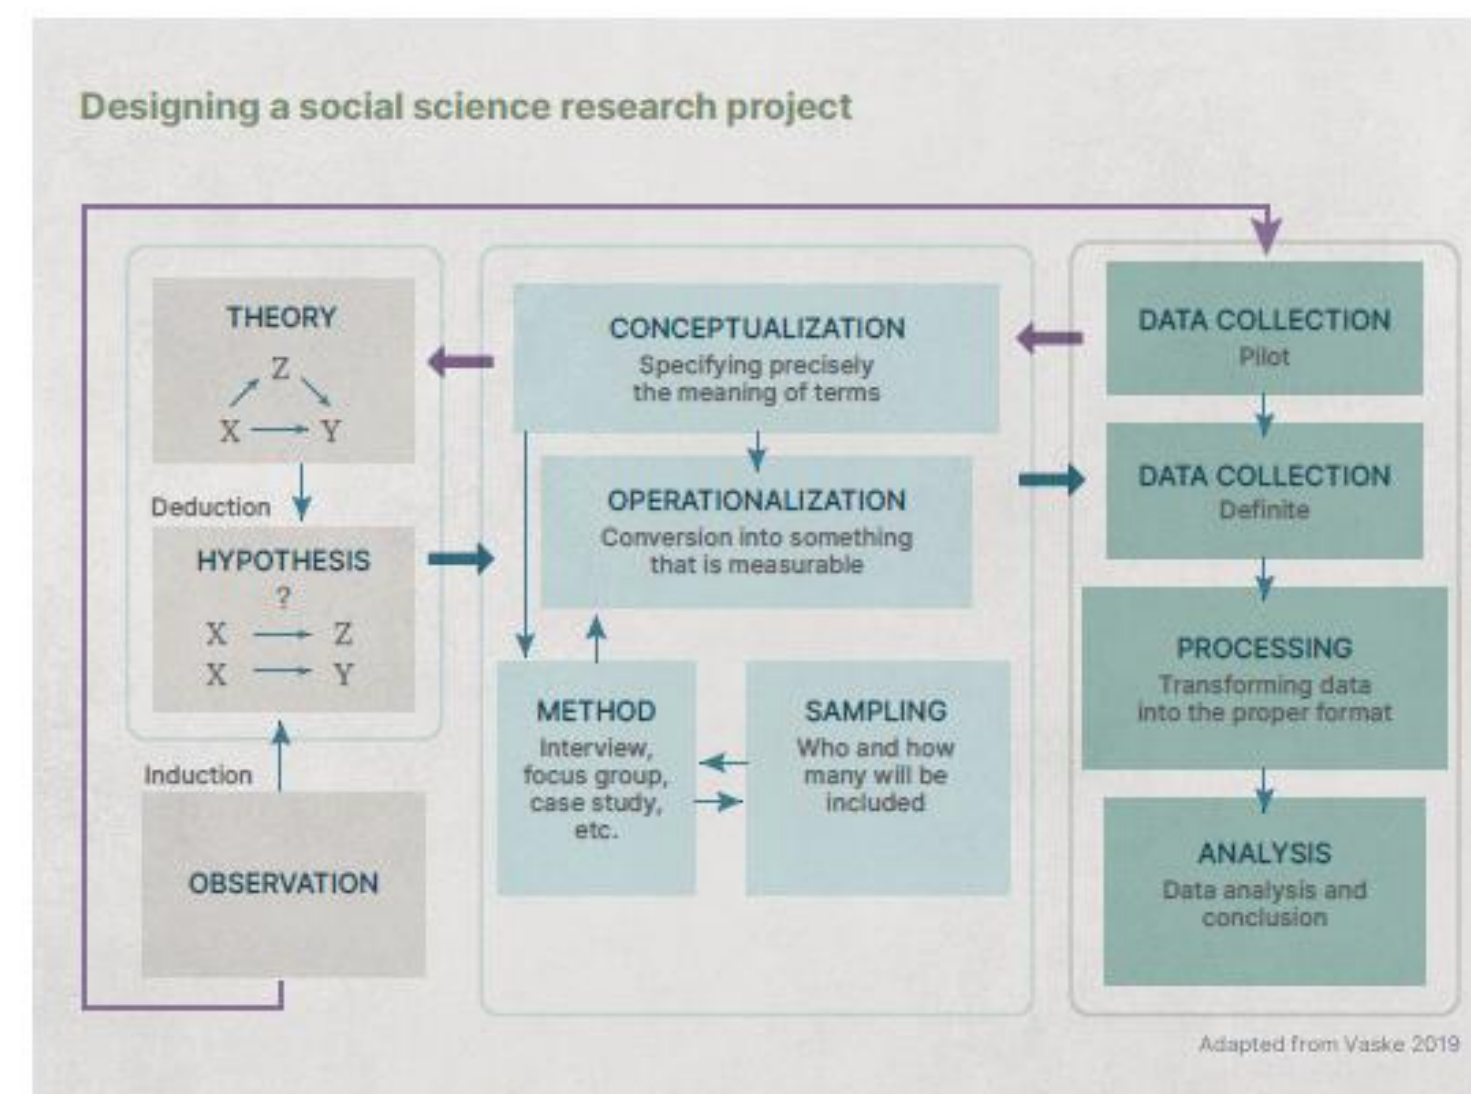 Designing a social science research project
THEORY
Z
X Y
Deduction
HYPOTHESIS
?
X Z
X Y
Induction
OBSERVATION
CONCEPTUALIZATION
Specifying precisely
the meaning of terms
OPERATIONALIZATION
Conversion into something
that is measurable
METHOD
Interview,
focus group,
case study,
etc.
SAMPLING
Who and how
many will be
included
DATA COLLECTION
Pilot
DATA COLLECTION
Definite
PROCESSING
Transforming data
into the proper format
ANALYSIS
Data analysis and
conclusion
Adapted from Vaske 2019